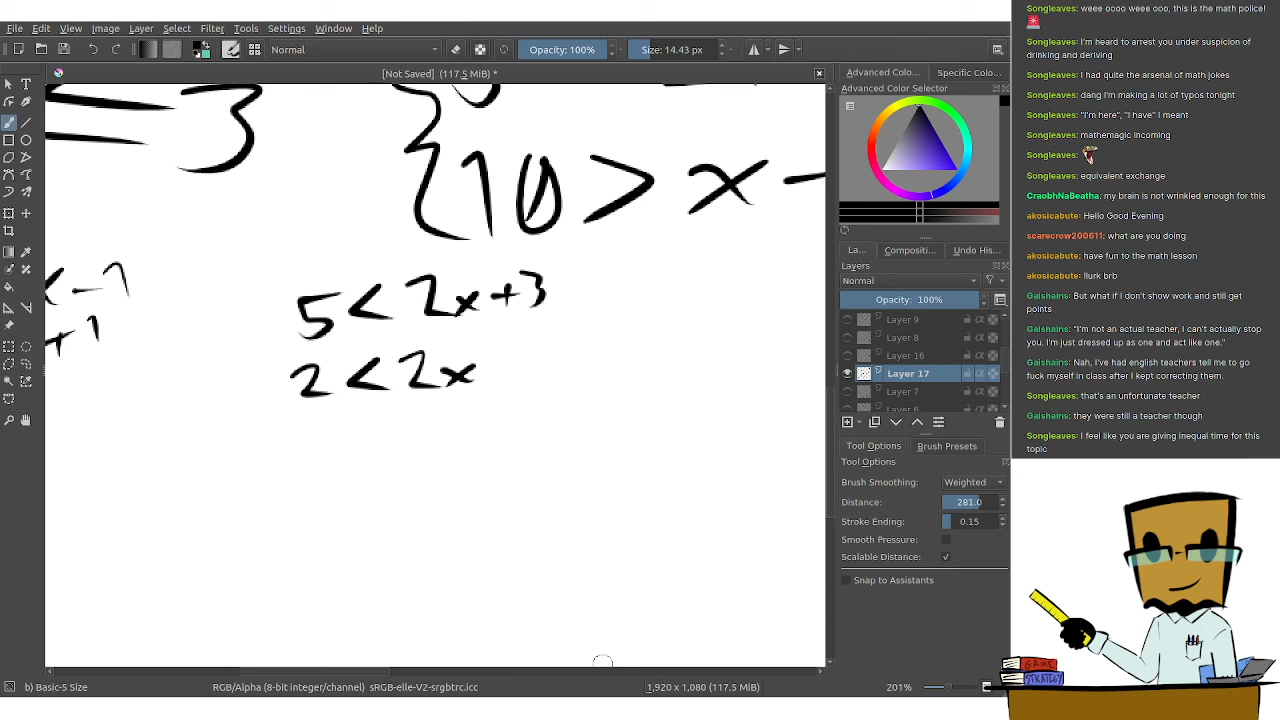 File Edit View Image Layer Select Filter Tools Settings Window Help
Normal
Opacity: 100%
Size: 14.43 px
[Not Saved] (117.5 MiB) *
= 3
{10 > x -
x - 1
+ 1
5 < 2x + 3
2 < 2x
Advanced Colo... Specific Color...
Advanced Color Selector
La... Compositi... Undo His...
Layers
Normal
Opacity: 100%
Layer 9
Layer 8
Layer 16
Layer 17
Layer 7
Layer 6
Tool Options Brush Presets
Tool Options
Brush Smoothing: Weighted
Distance: 281.0
Stroke Ending: 0.15
Smooth Pressure:
Scalable Distance: ✓
Snap to Assistants
b) Basic-5 Size
RGB/Alpha (8-bit integer/channel) sRGB-elle-V2-srgbtrc.icc
1,920 x 1,080 (117.5 MiB)
201%
Songleaves: weee oooo weee ooo, this is the math police!
Songleaves: I'm heard to arrest you under suspicion of
drinking and deriving
Songleaves: I had quite the arsenal of math jokes
Songleaves: dang I'm making a lot of typos tonight
Songleaves: "I'm here", "I have" I meant
Songleaves: mathemagic incoming
Songleaves:
Songleaves: equivalent exchange
CraobhNaBeatha: my brain is not wrinkled enough for this
akosicabute: Hello Good Evening
scarecrow200611: what are you doing
akosicabute: have fun to the math lesson
akosicabute: !lurk brb
Gaishains: But what if I don't show work and still get
points
Gaishains: "I'm not an actual teacher, I can't actually stop
you. I'm just dressed up as one and act like one."
Gaishains: Nah, I've had english teachers tell me to go
fuck myself in class after I kept correcting them.
Songleaves: that's an unfortunate teacher
Gaishains: they were still a teacher though
Songleaves: I feel like you are giving inequal time for this
topic
GAME
STRATEGY